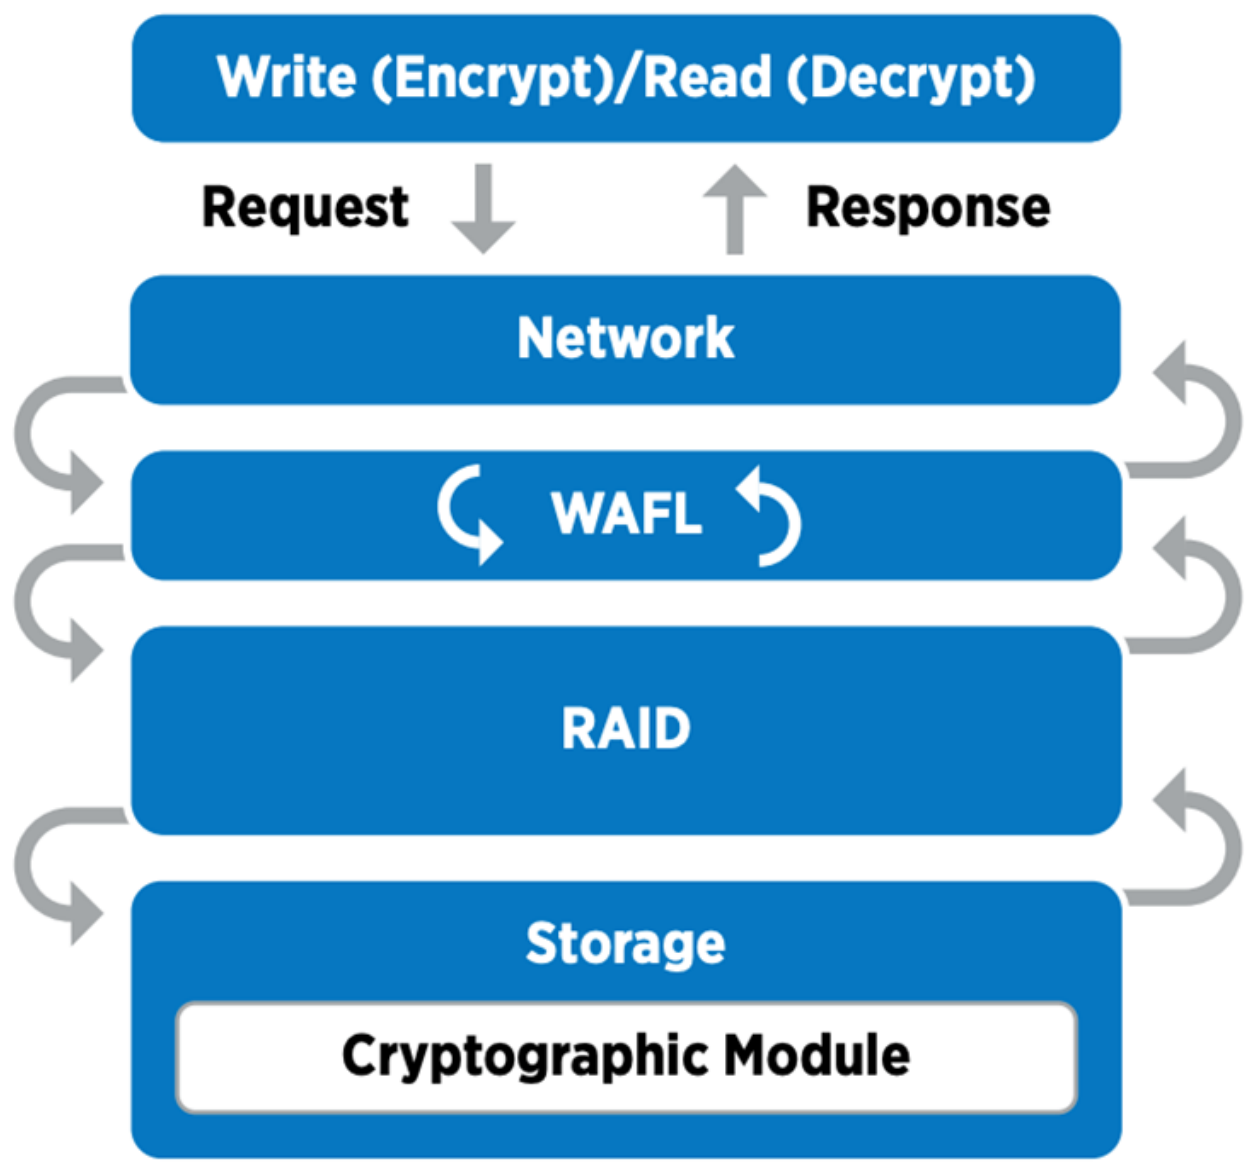 Write (Encrypt)/Read (Decrypt)
Request
Response
Network
WAFL
RAID
Storage
Cryptographic Module